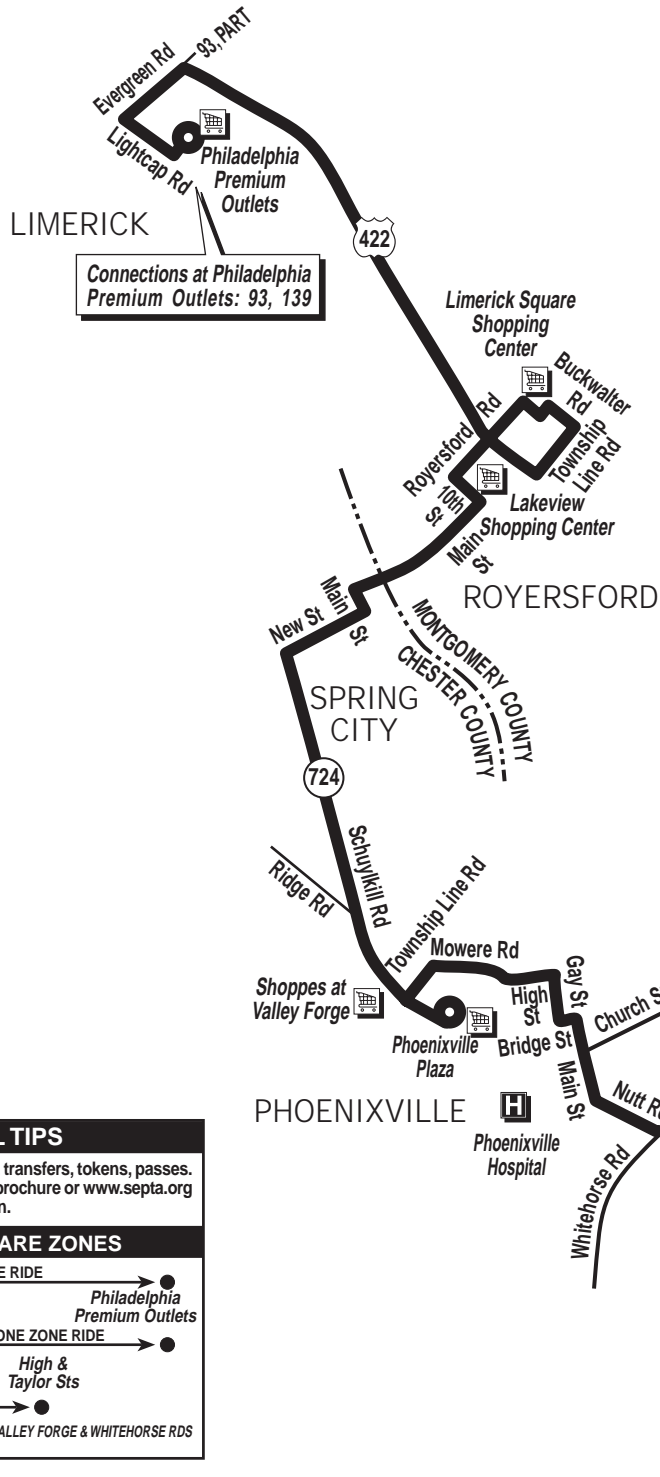 93, PART
Evergreen Rd
Lightcap Rd
Philadelphia
Premium
Outlets
LIMERICK
Connections at Philadelphia
Premium Outlets: 93, 139
422
Limerick Square
Shopping
Center
Buckwalter
Rd
Township
Line Rd
Royersford Rd
10th
St
Lakeview
Shopping Center
Main
St
ROYERSFORD
Main
St
New St
MONTGOMERY COUNTY
CHESTER COUNTY
SPRING
CITY
724
Schuylkill Rd
Ridge Rd
Township Line Rd
Mowere Rd
Shoppes at
Valley Forge
Gay St
High
St
Church S
Phoenixville
Plaza
Bridge St
Main St
PHOENIXVILLE
H
Nutt R
Phoenixville
Hospital
Whitehorse Rd
L TIPS
transfers, tokens, passes.
brochure or www.septa.org
n.
ARE ZONES
E RIDE
Philadelphia
Premium Outlets
ONE ZONE RIDE
High &
Taylor Sts
ALLEY FORGE & WHITEHORSE RDS